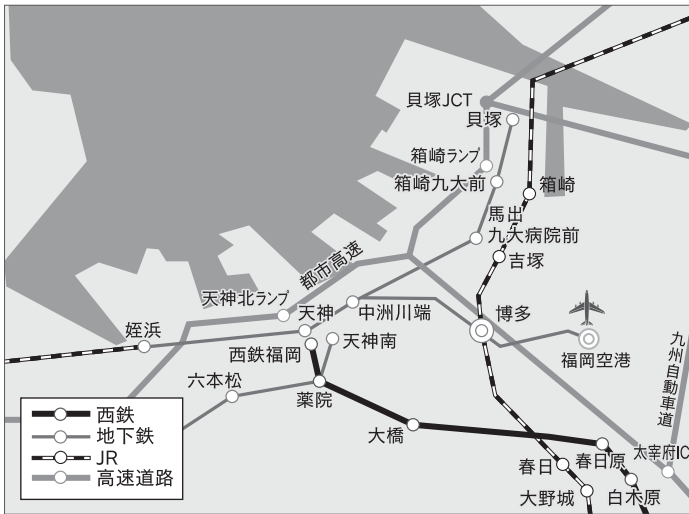 貝塚JCT
貝塚
箱崎ランプ
箱崎九大前
箱崎
馬出
九大病院前
吉塚
都市高速
天神北ランプ
天神
中洲川端
博多
姪浜
西鉄福岡
天神南
福岡空港
九州自動車道
六本松
薬院
大橋
春日原
太宰府IC
春日
大野城
白木原
西鉄
地下鉄
JR
高速道路